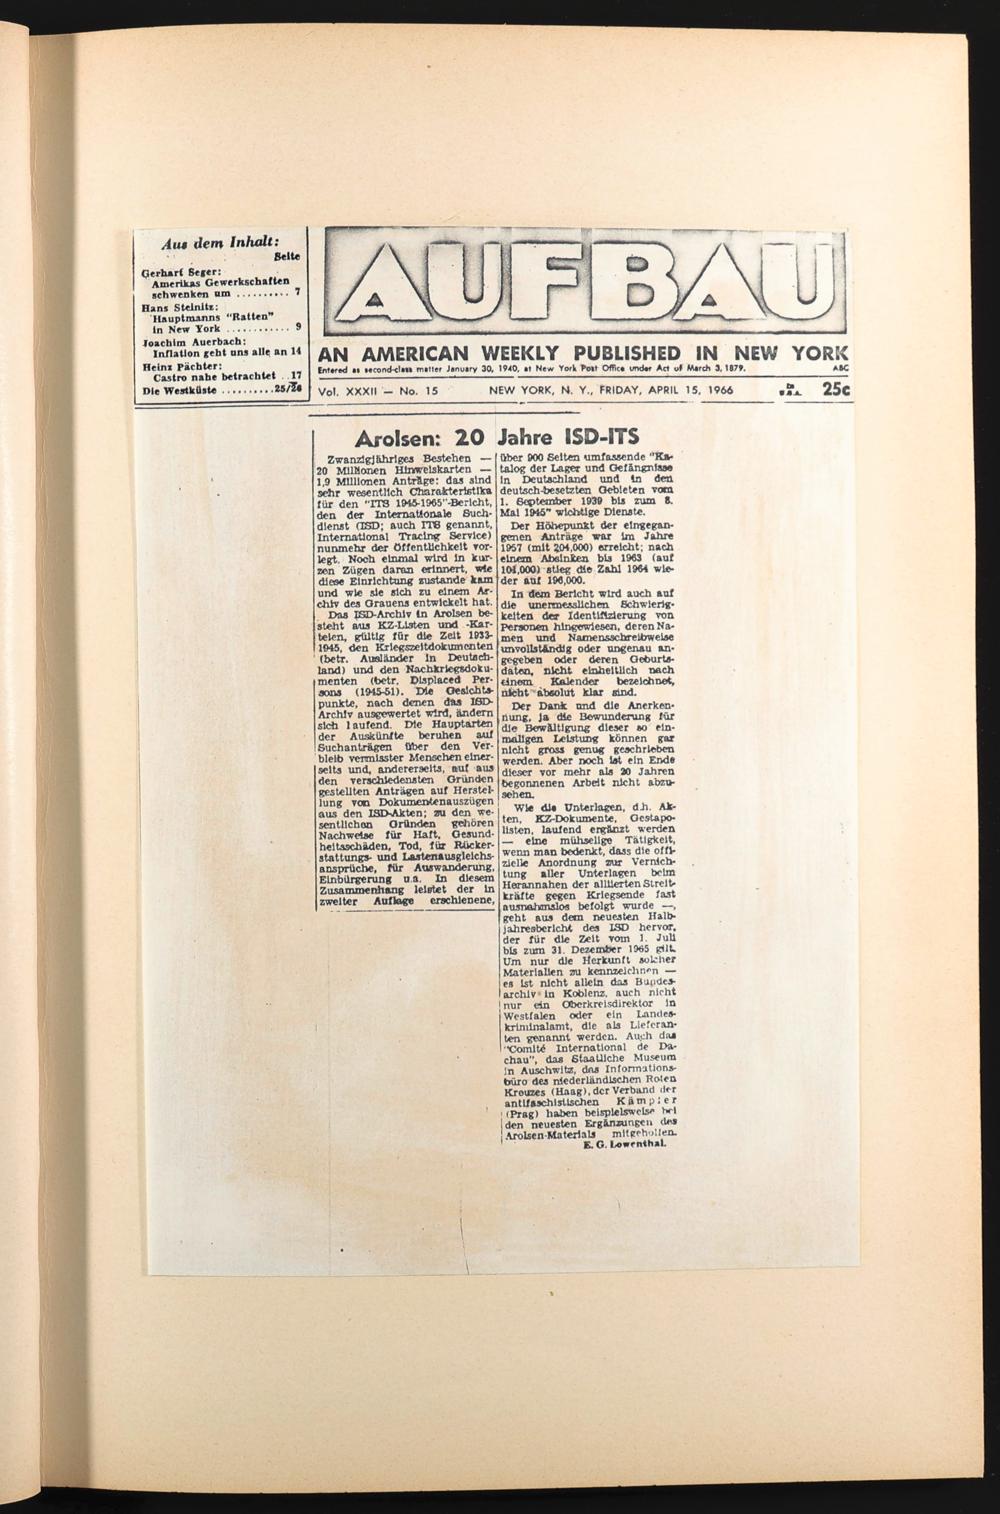 Aus dem Inhalt:
Seite
Gerhart Seger:
Amerikas Gewerkschaften
schwenken um .......... 7
Hans Steinitz:
Hauptmanns "Ratten"
in New York ............ 9
Joachim Auerbach:
Inflation geht uns alle an 14
Heinz Pächter:
Castro nahe betrachtet ..17
Die Westküste ..........25/26
AUFBAU
AN AMERICAN WEEKLY PUBLISHED IN NEW YORK
Entered as second-class matter January 30, 1940, at New York Post Office under Act of March 3, 1879. ABC
Vol. XXXII — No. 15 NEW YORK, N. Y., FRIDAY, APRIL 15, 1966 In U.S.A. 25c
Arolsen: 20 Jahre ISD-ITS
Zwanzigjähriges Bestehen —
20 Millionen Hinweiskarten —
1,9 Millionen Anträge: das sind
sehr wesentlich Charakteristika
für den "ITS 1945-1965"-Bericht,
den der Internationale Such-
dienst (ISD; auch ITS genannt,
International Tracing Service)
nunmehr der Öffentlichkeit vor-
legt. Noch einmal wird in kur-
zen Zügen daran erinnert, wie
diese Einrichtung zustande kam
und wie sie sich zu einem Ar-
chiv des Grauens entwickelt hat.
Das ISD-Archiv in Arolsen be-
steht aus KZ-Listen und -Kar-
teien, gültig für die Zeit 1933-
1945, den Kriegszeitdokumenten
(betr. Ausländer in Deutsch-
land) und den Nachkriegsdoku-
menten (betr. Displaced Per-
sons (1945-51). Die Gesichts-
punkte, nach denen das ISD-
Archiv ausgewertet wird, ändern
sich laufend. Die Hauptarten
der Auskünfte beruhen auf
Suchanträgen über den Ver-
bleib vermisster Menschen einer-
seits und, andererseits, auf aus
den verschiedensten Gründen
gestellten Anträgen auf Herstel-
lung von Dokumentenauszügen
aus den ISD-Akten; zu den we-
sentlichen Gründen gehören
Nachweise für Haft, Gesund-
heitsschäden, Tod, für Rücker-
stattungs- und Lastenausgleichs-
ansprüche, für Auswanderung,
Einbürgerung u.a. In diesem
Zusammenhang leistet der in
zweiter Auflage erschienene,
über 900 Seiten umfassende "Ka-
talog der Lager und Gefängnisse
in Deutschland und in den
deutsch-besetzten Gebieten vom
1. September 1939 bis zum 8.
Mai 1945" wichtige Dienste.
Der Höhepunkt der eingegan-
genen Anträge war im Jahre
1957 (mit 204,000) erreicht; nach
einem Absinken bis 1963 (auf
101,000) stieg die Zahl 1964 wie-
der auf 196,000.
In dem Bericht wird auch auf
die unermesslichen Schwierig-
keiten der Identifizierung von
Personen hingewiesen, deren Na-
men und Namensschreibweise
unvollständig oder ungenau an-
gegeben oder deren Geburts-
daten, nicht einheitlich nach
einem Kalender bezeichnet,
nicht absolut klar sind.
Der Dank und die Anerken-
nung, ja die Bewunderung für
die Bewältigung dieser so ein-
maligen Leistung können gar
nicht gross genug geschrieben
werden. Aber noch ist ein Ende
dieser vor mehr als 20 Jahren
begonnenen Arbeit nicht abzu-
sehen.
Wie die Unterlagen, d.h. Ak-
ten, KZ-Dokumente, Gestapo-
listen, laufend ergänzt werden
— eine mühselige Tätigkeit,
wenn man bedenkt, dass die offi-
zielle Anordnung zur Vernich-
tung aller Unterlagen beim
Herannahen der alliierten Streit-
kräfte gegen Kriegsende fast
ausnahmslos befolgt wurde —,
geht aus dem neuesten Halb-
jahresbericht des ISD hervor,
der für die Zeit vom 1. Juli
bis zum 31. Dezember 1965 gilt.
Um nur die Herkunft solcher
Materialien zu kennzeichnen —
es ist nicht allein das Bundes-
archiv in Koblenz, auch nicht
nur ein Oberkreisdirektor in
Westfalen oder ein Landes-
kriminalamt, die als Lieferan-
ten genannt werden. Auch das
"Comité International de Da-
chau", das Staatliche Museum
in Auschwitz, das Informations-
büro des niederländischen Roten
Kreuzes (Haag), der Verband der
antifaschistischen Kämpfer
(Prag) haben beispielsweise bei
den neuesten Ergänzungen des
Arolsen-Materials mitgeholfen.
E. G. Lowenthal.